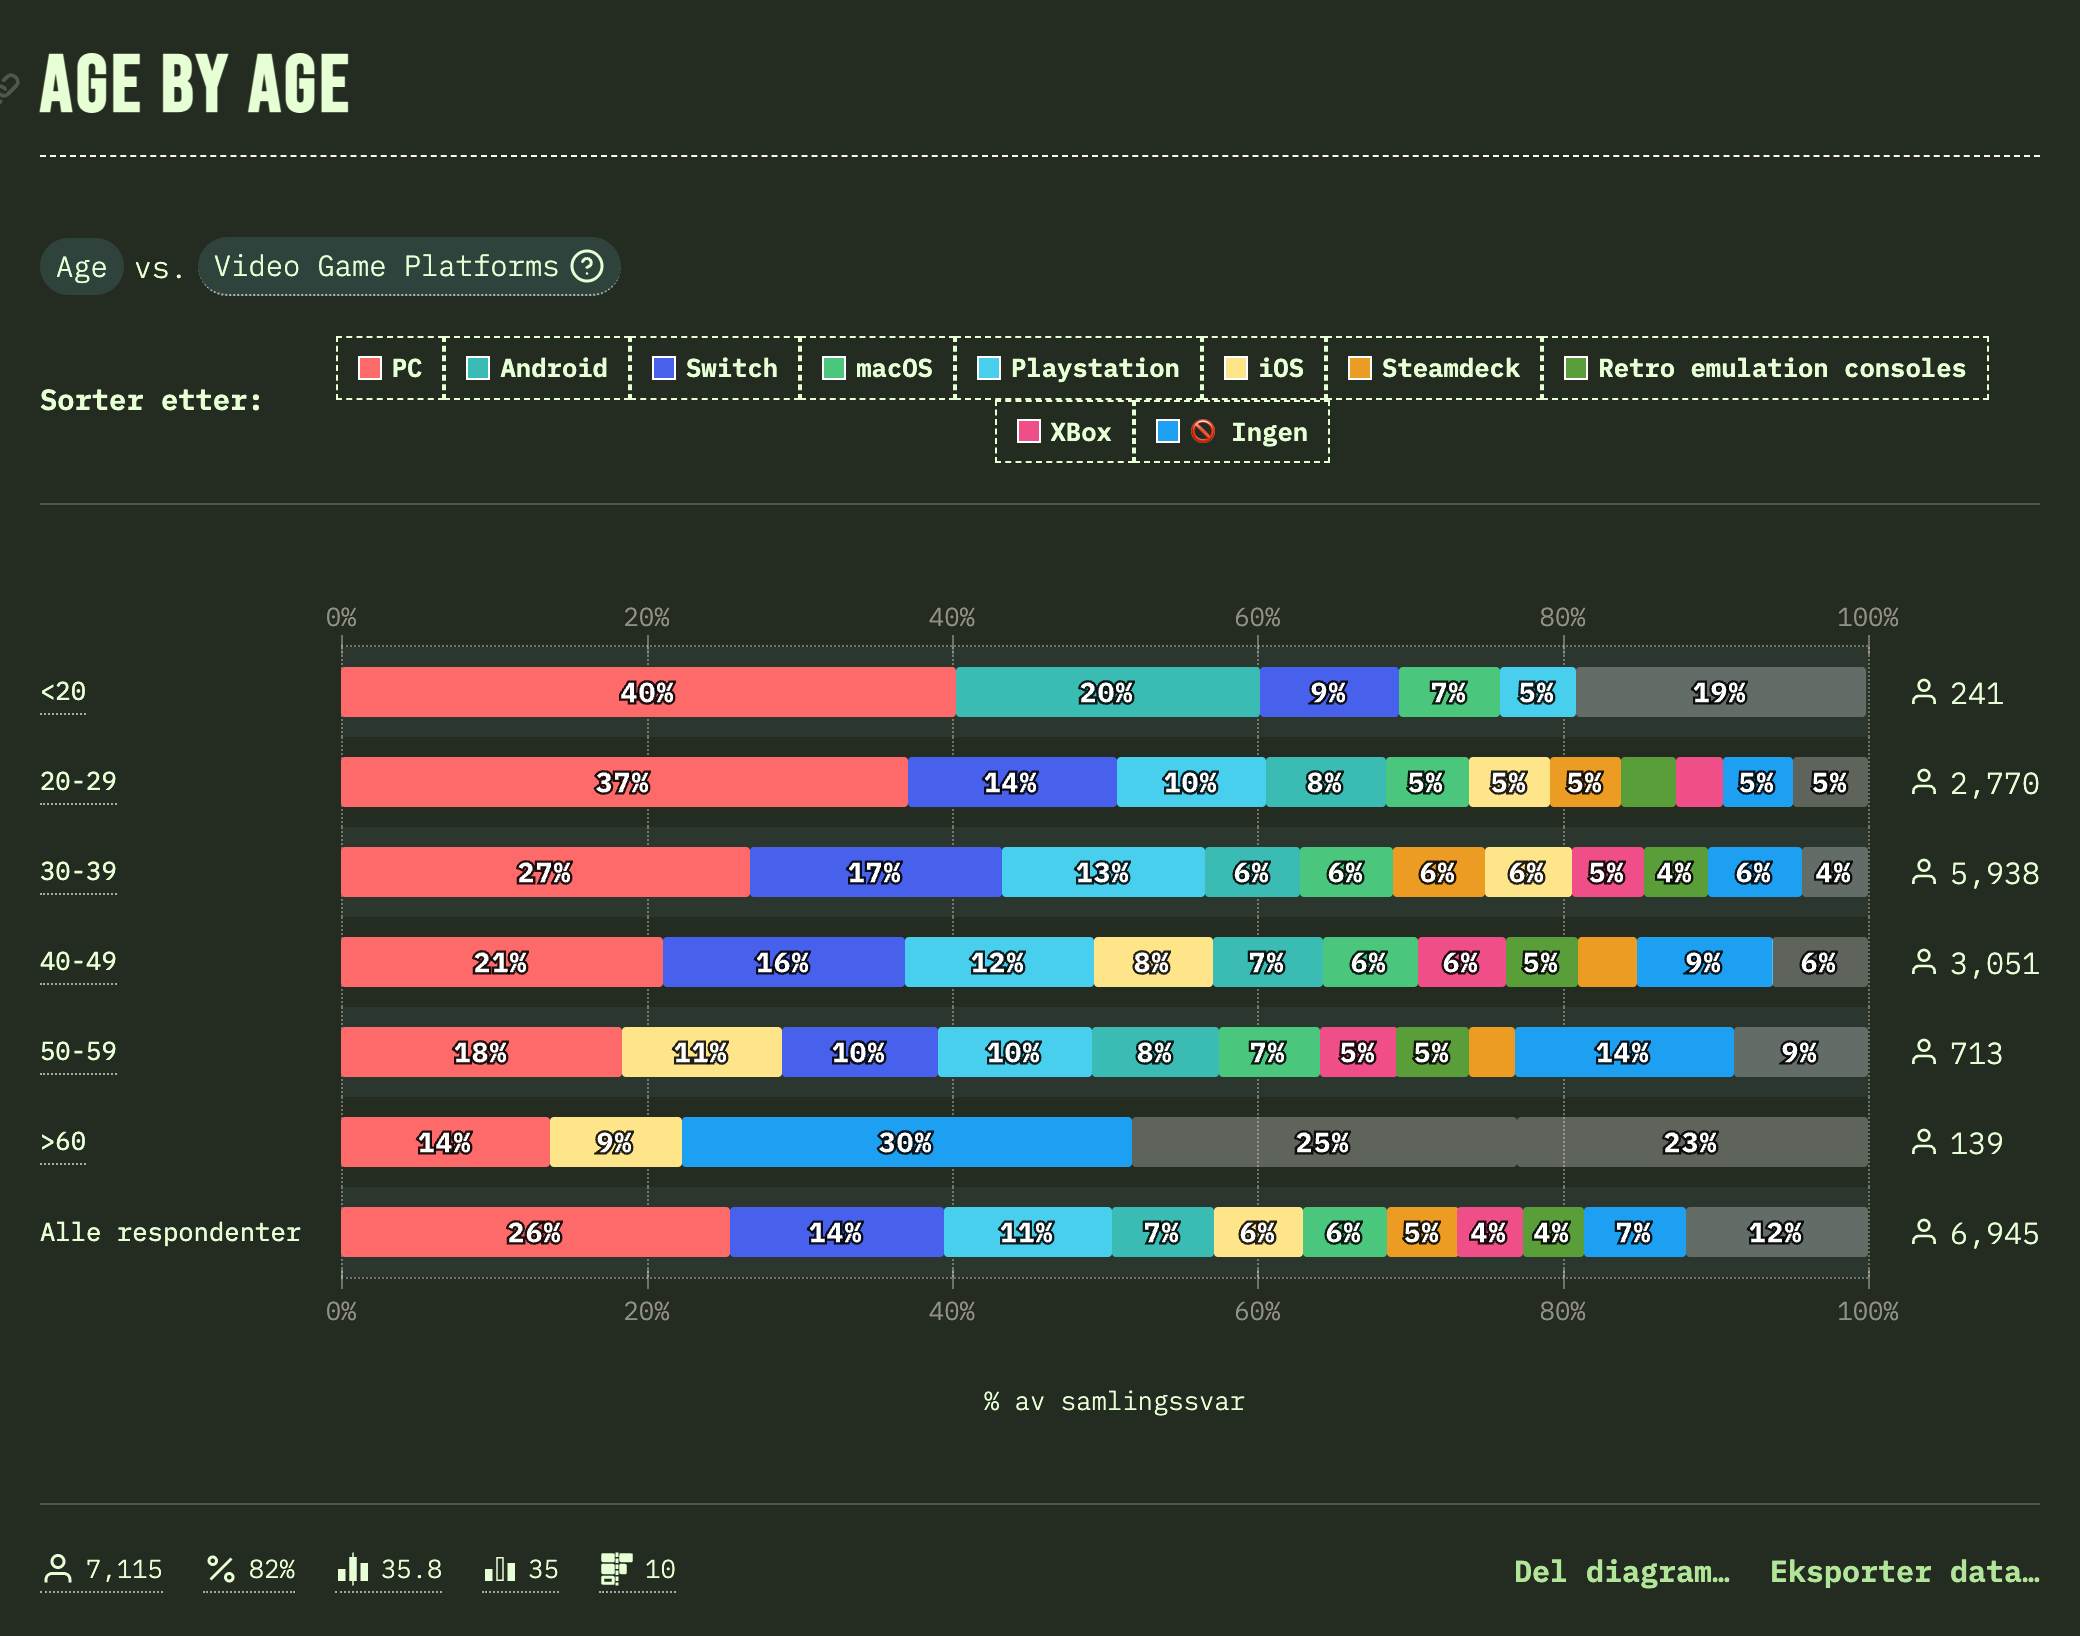 AGE BY AGE
Age vs. Video Game Platforms ?
Sorter etter:
PC Android Switch macOS Playstation iOS Steamdeck Retro emulation consoles
XBox Ingen
0% 20% 40% 60% 80% 100%
<20 40% 20% 9% 7% 5% 19% 241
20-29 37% 14% 10% 8% 5% 5% 5% 5% 5% 2,770
30-39 27% 17% 13% 6% 6% 6% 6% 5% 4% 6% 4% 5,938
40-49 21% 16% 12% 8% 7% 6% 6% 5% 9% 6% 3,051
50-59 18% 11% 10% 10% 8% 7% 5% 5% 14% 9% 713
>60 14% 9% 30% 25% 23% 139
Alle respondenter 26% 14% 11% 7% 6% 6% 5% 4% 4% 7% 12% 6,945
0% 20% 40% 60% 80% 100%
% av samlingssvar
7,115 82% 35.8 35 10
Del diagram… Eksporter data…